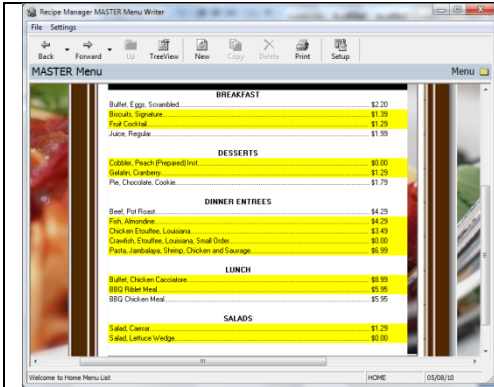 Recipe Manager MASTER Menu Writer
File Settings
Back Forward Up TreeView New Copy Delete Print Setup
MASTER Menu Menu
BREAKFAST
Buffet, Eggs, Scrambled $2.20
Biscuits, Signature $1.39
Fruit Cocktail $1.29
Juice, Regular $1.99
DESSERTS
Cobbler, Peach (Prepared) Inst $0.00
Gelatin, Cranberry $1.29
Pie, Chocolate, Cookie $1.79
DINNER ENTREES
Beef, Pot Roast $4.29
Fish, Almondine $4.29
Chicken Etouffee, Louisiana $3.49
Crawfish, Etouffee, Louisiana, Small Order $0.00
Pasta, Jambalaya, Shrimp, Chicken and Sausage $6.99
LUNCH
Buffet, Chicken Cacciatore $8.99
BBQ Riblet Meal $5.95
BBQ Chicken Meal $5.95
SALADS
Salad, Caesar $1.29
Salad, Lettuce Wedge $0.00
Welcome to Home Menu List HOME 05/08/10